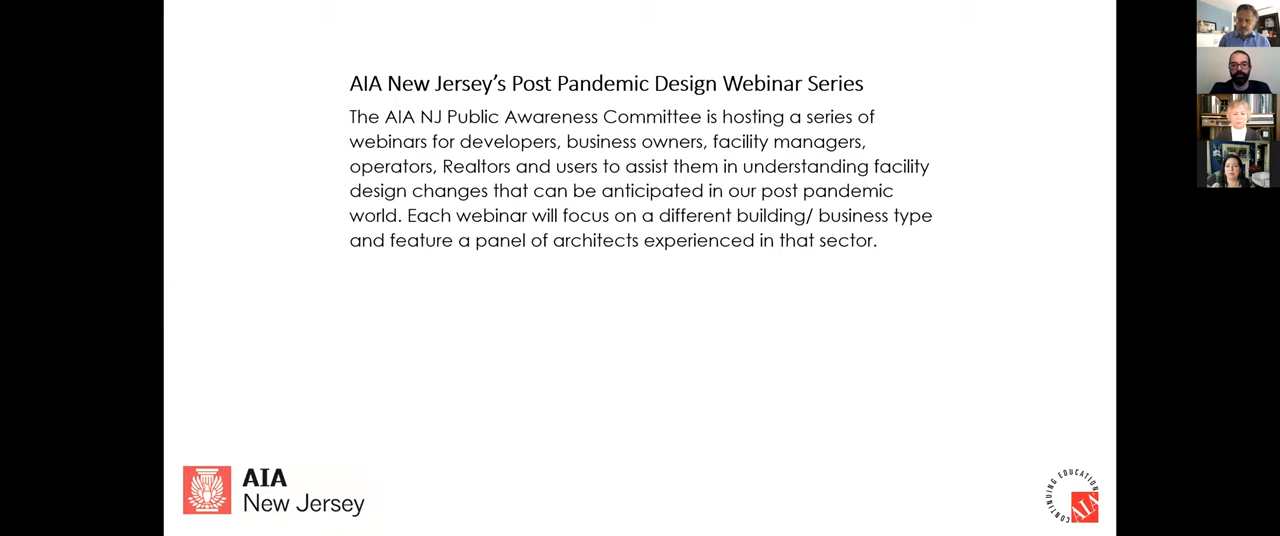 AIA New Jersey's Post Pandemic Design Webinar Series
The AIA NJ Public Awareness Committee is hosting a series of
webinars for developers, business owners, facility managers,
operators, Realtors and users to assist them in understanding facility
design changes that can be anticipated in our post pandemic
world. Each webinar will focus on a different building/ business type
and feature a panel of architects experienced in that sector.
AIA
New Jersey
CONTINUING EDUCATION
AIA